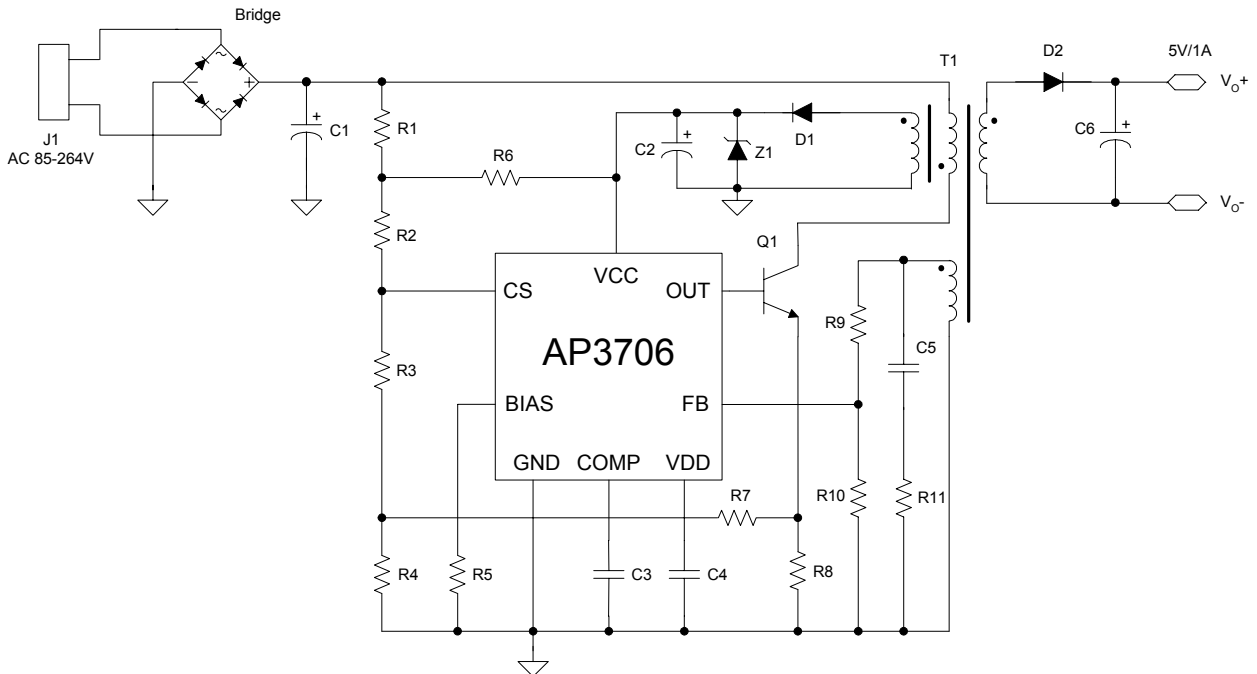 Bridge
T1
D2
5V/1A
VO+
J1
AC 85-264V
C1
R1
R6
C2
Z1
D1
C6
VO-
R2
Q1
VCC
CS
OUT
R9
AP3706
R3
C5
BIAS
FB
GND
COMP
VDD
R7
R10
R11
R4
R5
C3
C4
R8